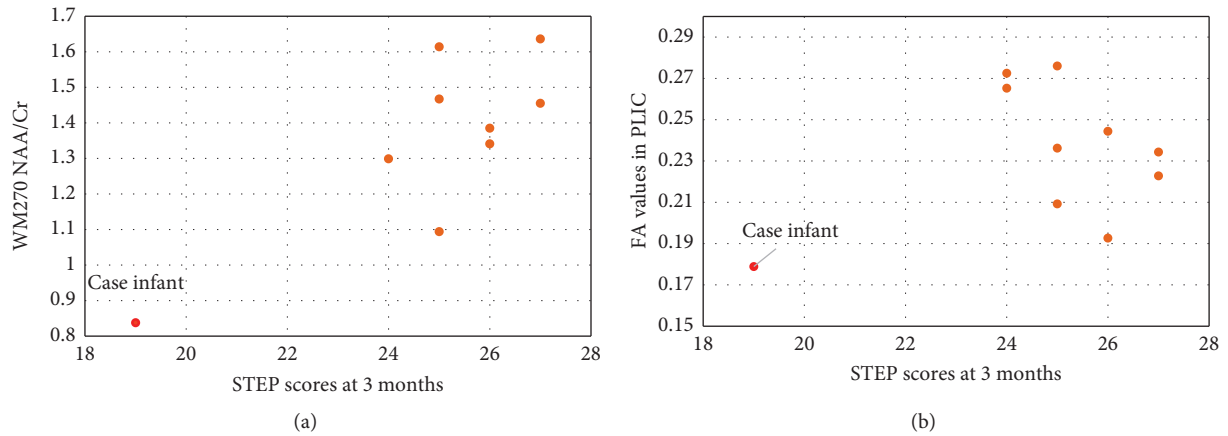 1.7
1.6
1.5
1.4
1.3
1.2
1.1
1
0.9
0.8
WM270 NAA/Cr
Case infant
18 20 22 24 26 28
STEP scores at 3 months
(a)
0.29
0.27
0.25
0.23
0.21
0.19
0.17
0.15
FA values in PLIC
Case infant
18 20 22 24 26 28
STEP scores at 3 months
(b)